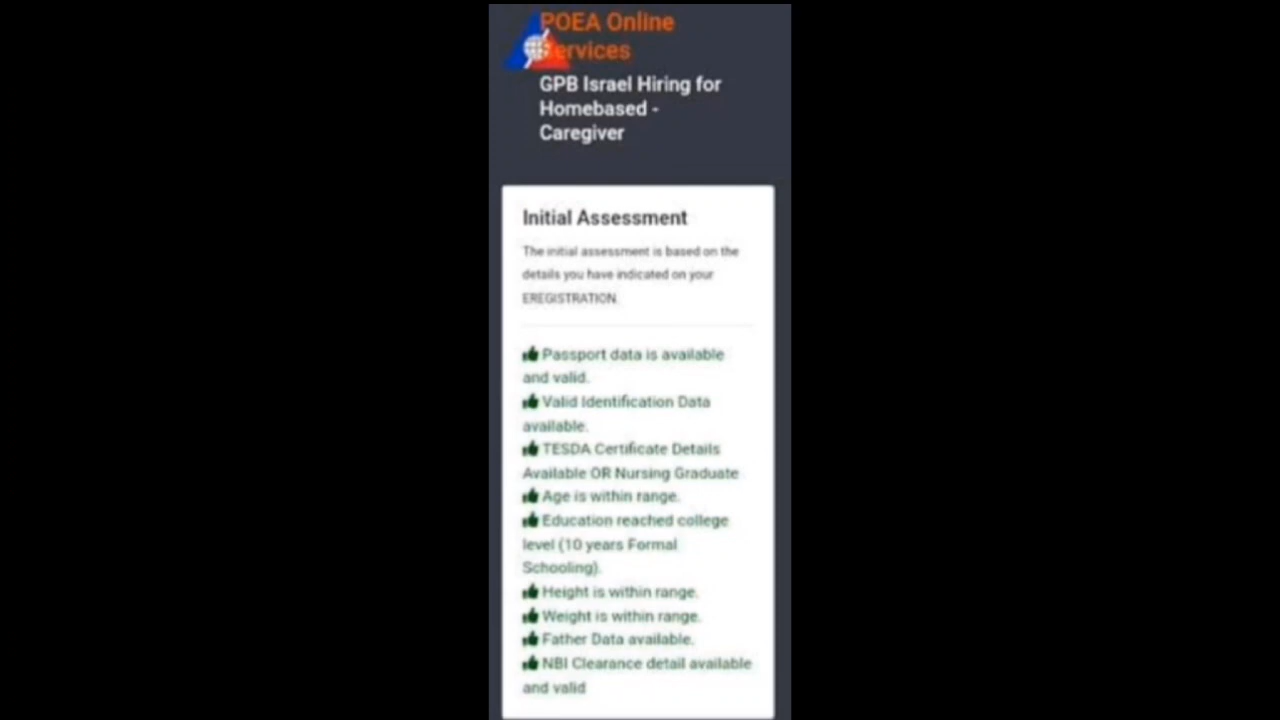 POEA Online
Services
GPB Israel Hiring for
Homebased -
Caregiver
Initial Assessment
The initial assessment is based on the
details you have indicated on your
EREGISTRATION.
Passport data is available
and valid.
Valid Identification Data
available.
TESDA Certificate Details
Available OR Nursing Graduate
Age is within range.
Education reached college
level (10 years Formal
Schooling).
Height is within range.
Weight is within range.
Father Data available.
NBI Clearance detail available
and valid